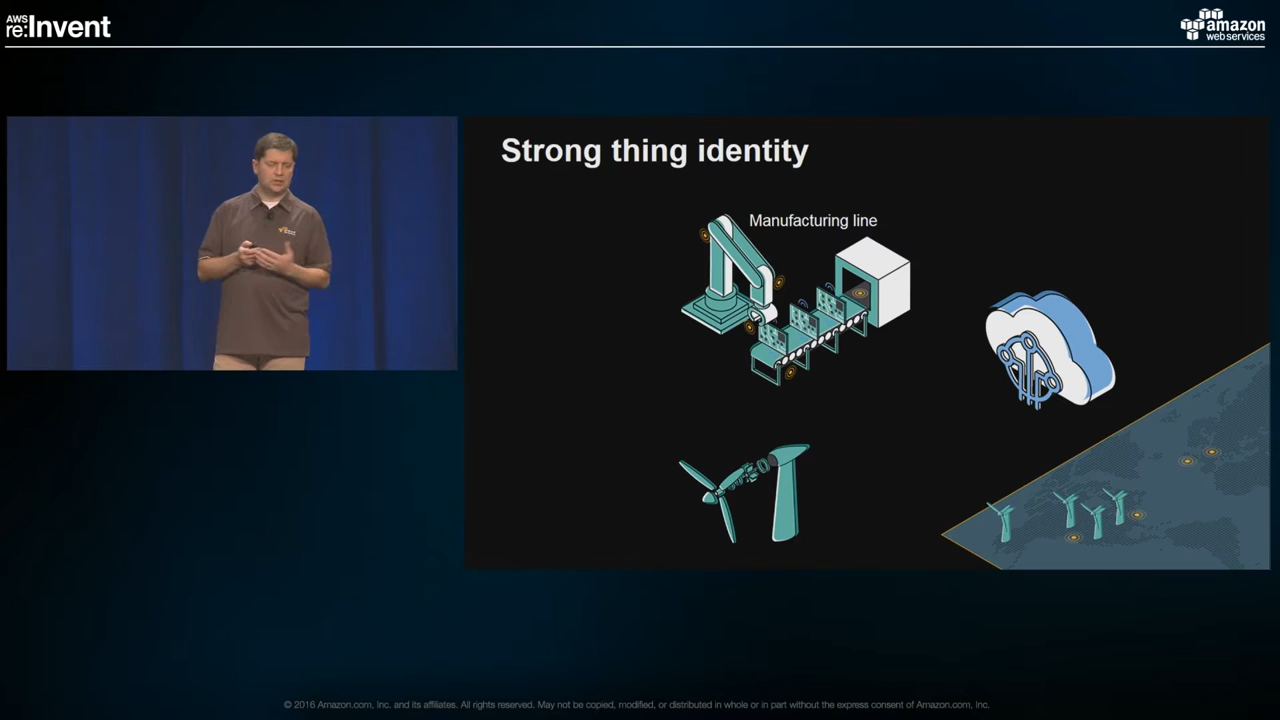 AWS
re:Invent
amazon
web services
Strong thing identity
Manufacturing line
© 2016 Amazon.com, Inc. and its affiliates. All rights reserved. May not be copied, modified, or distributed in whole or in part without the express consent of Amazon.com, Inc.